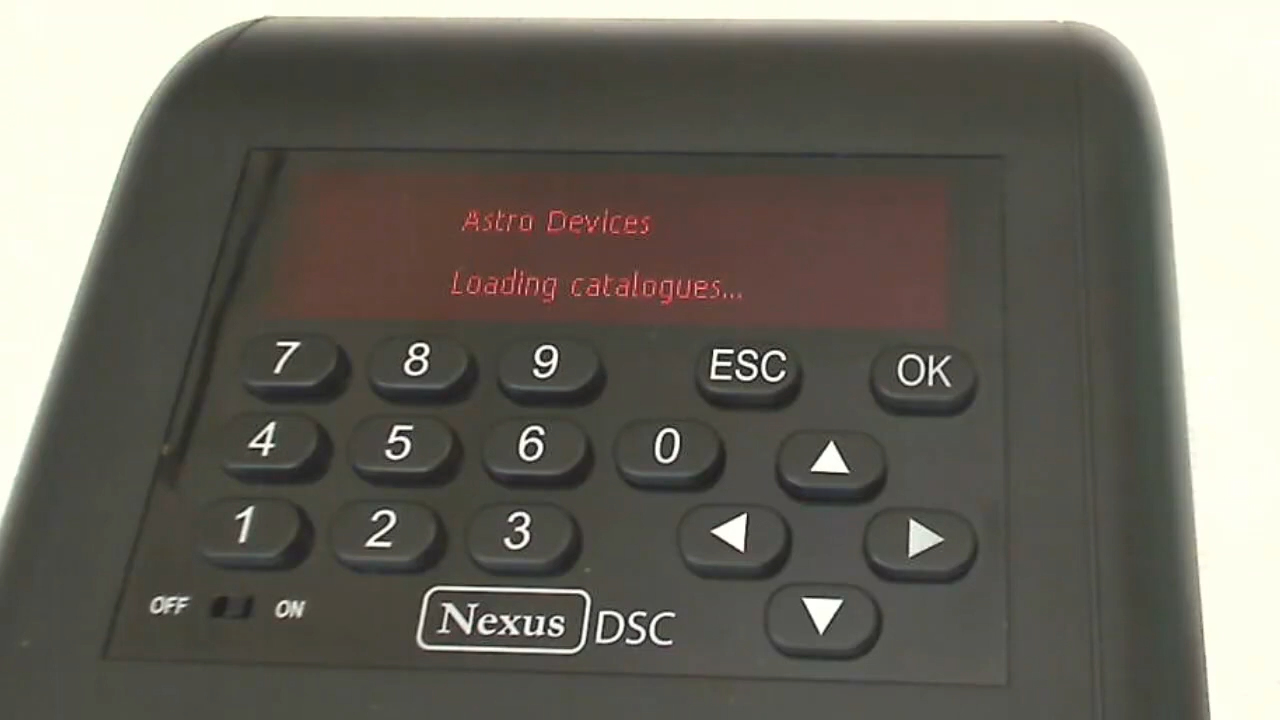 Astro Devices
Loading catalogues...
7 8 9 ESC OK
4 5 6 0
1 2 3
OFF ON
Nexus DSC